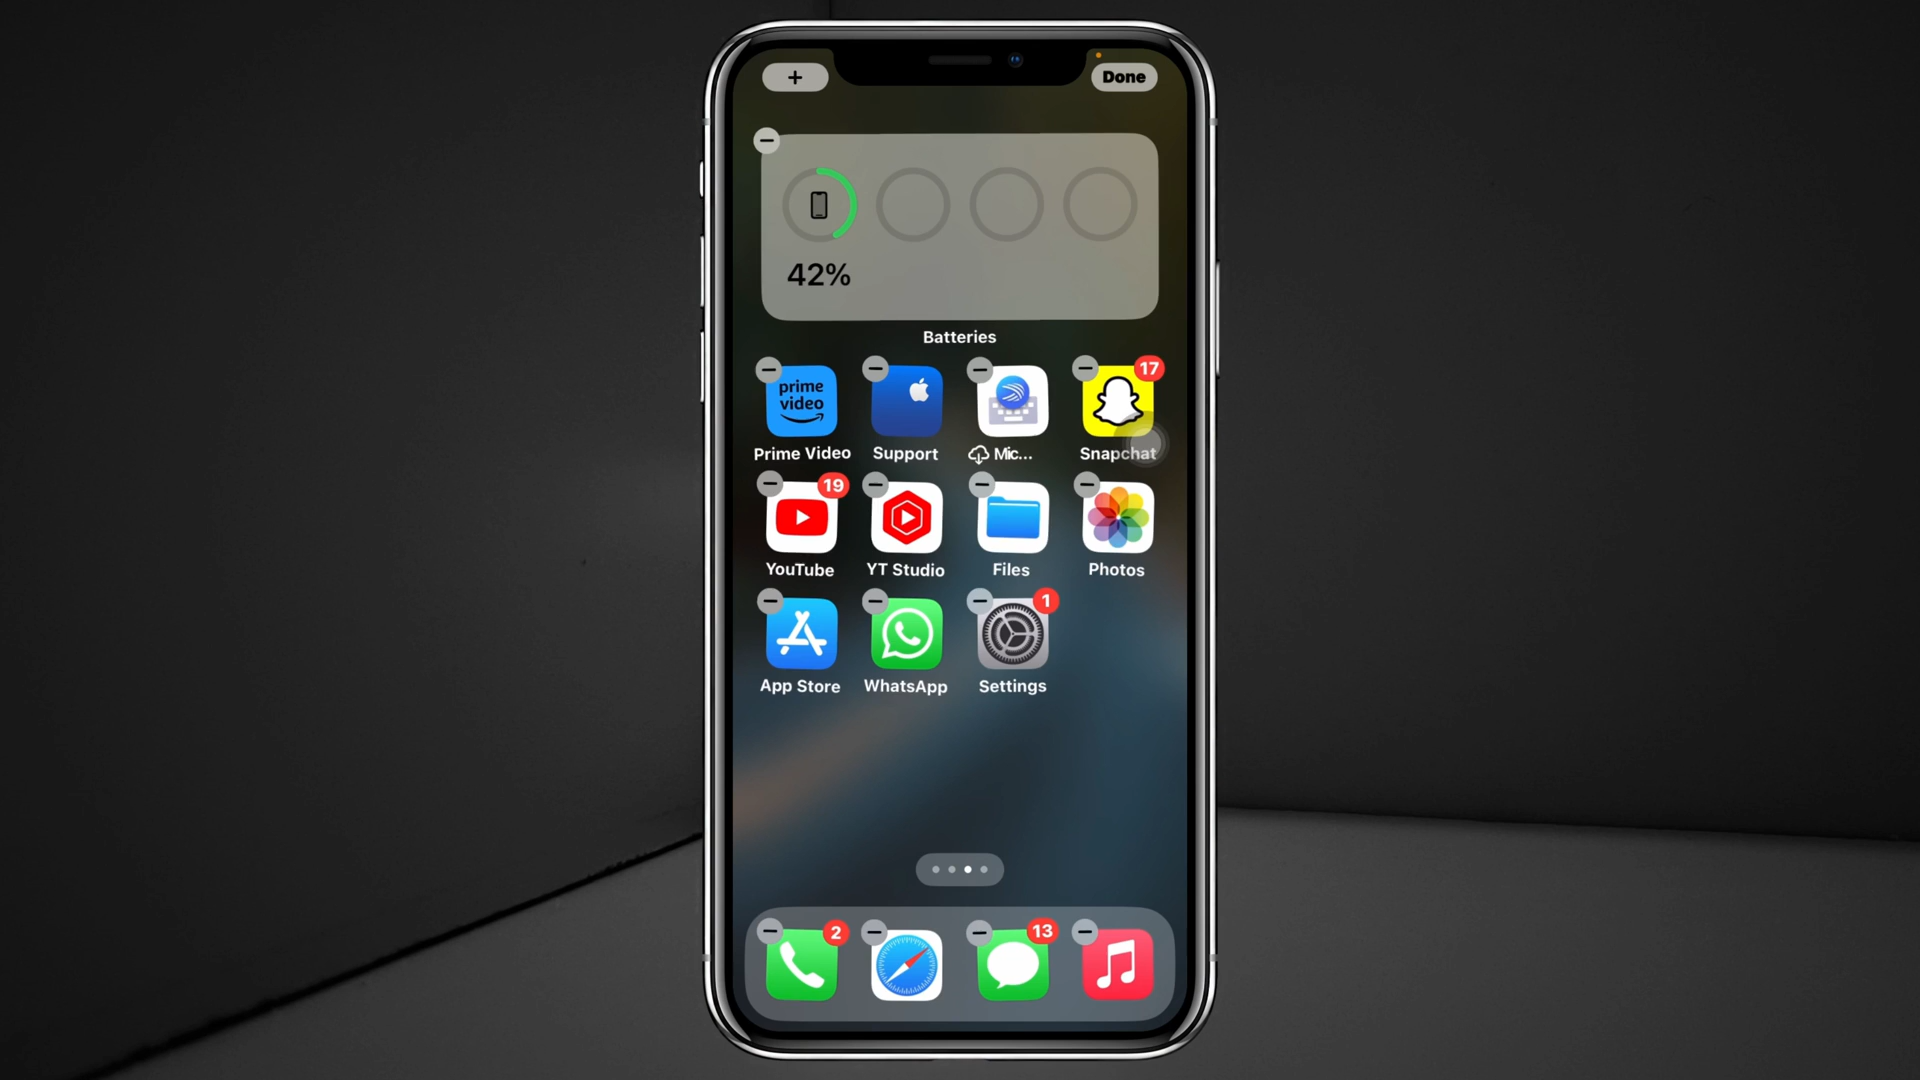 + Done
42%
Batteries
17
prime
video
Prime Video Support Mic... Snapchat
19
YouTube YT Studio Files Photos
1
App Store WhatsApp Settings
2 13